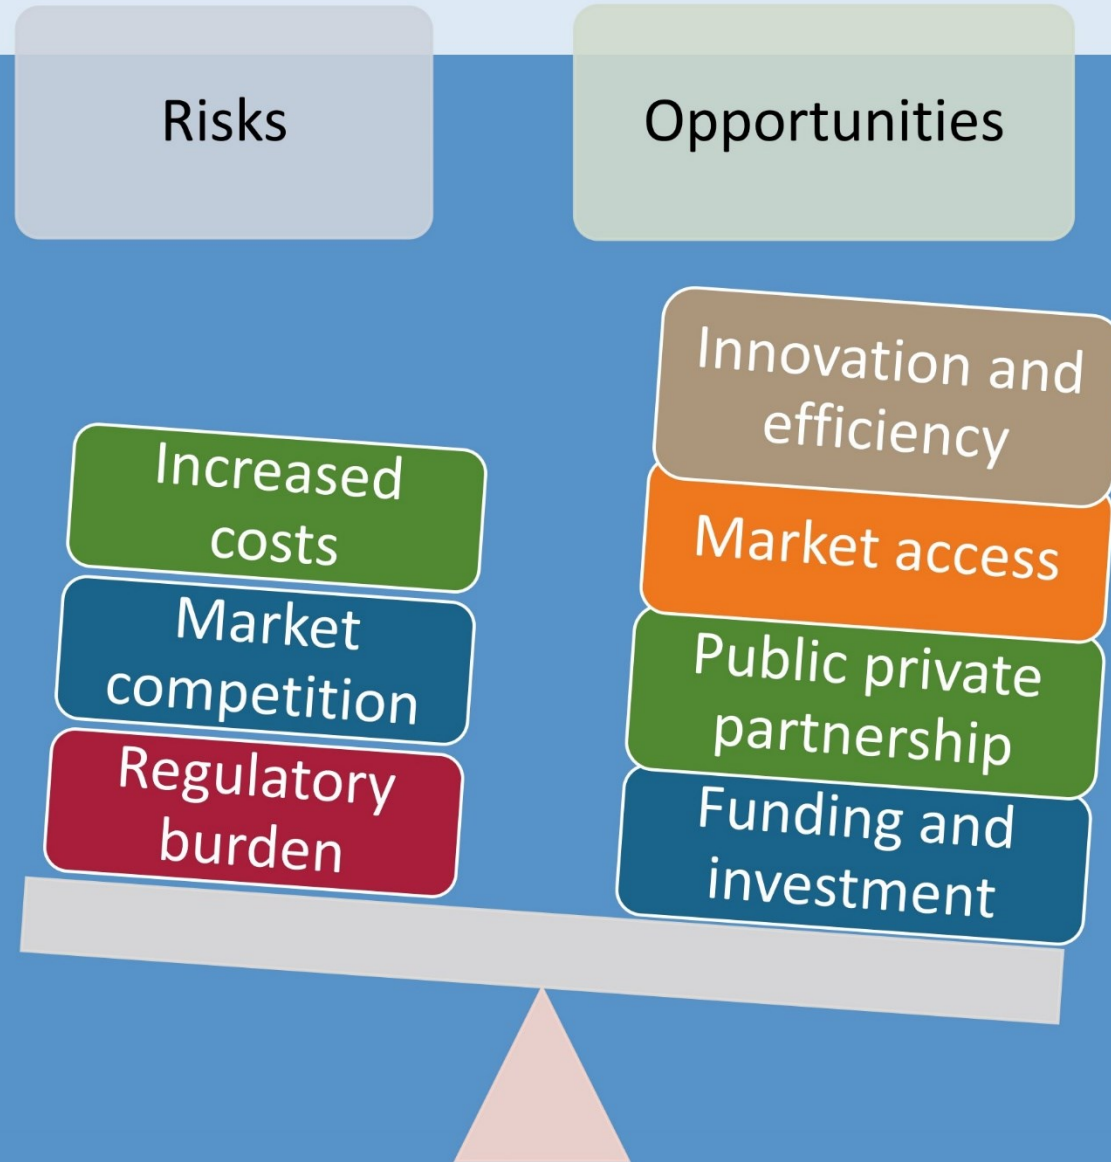 Risks
Opportunities
Increased
costs
Market
competition
Regulatory
burden
Innovation and
efficiency
Market access
Public private
partnership
Funding and
investment